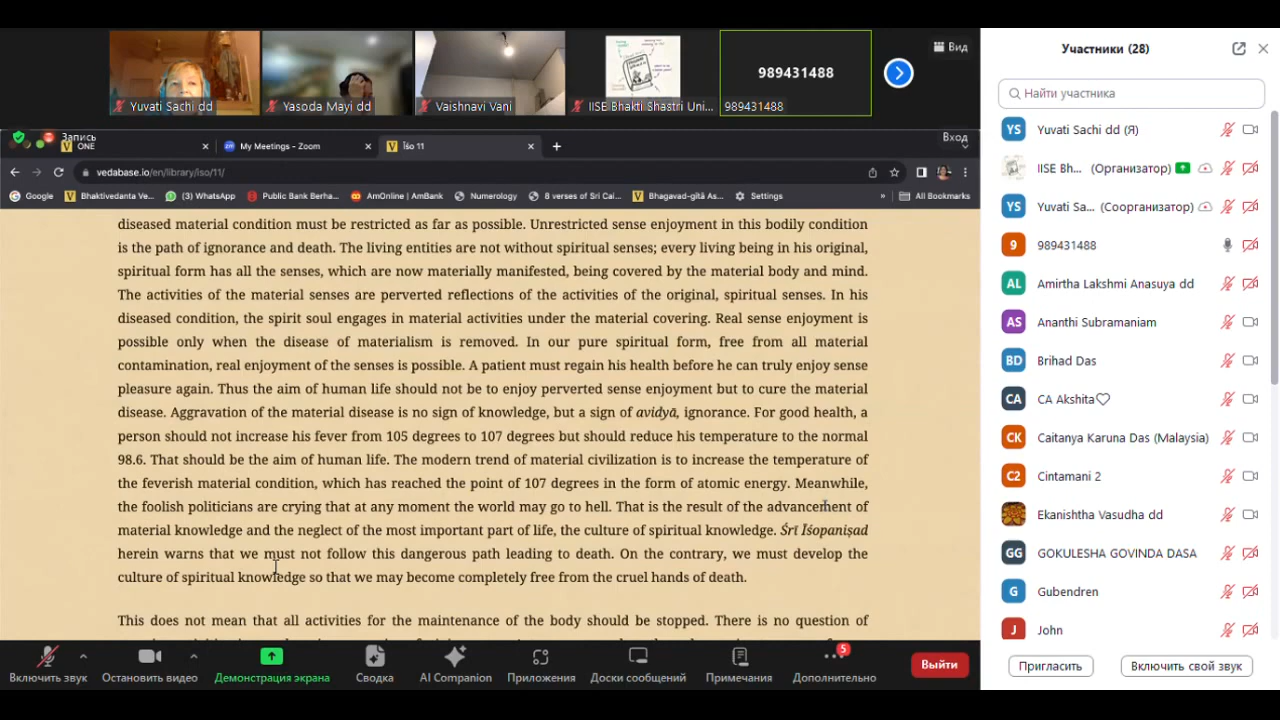 Yuvati Sachi dd
Yasoda Mayi dd
Vaishnavi Vani
IISE Bhakti Shastri Uni...
989431488
989431488
Вид
Участники (28)
Найти участника
YS Yuvati Sachi dd (Я)
IISE Bh... (Организатор)
YS Yuvati Sa... (Соорганизатор)
9 989431488
AL Amirtha Lakshmi Anasuya dd
AS Ananthi Subramaniam
BD Brihad Das
CA CA Akshita♡
CK Caitanya Karuna Das (Malaysia)
C2 Cintamani 2
Ekanishtha Vasudha dd
GG GOKULESHA GOVINDA DASA
G Gubendren
J John
Пригласить
Включить свой звук
Запись
ONE
My Meetings - Zoom
Īśo 11
Вход
vedabase.io/en/library/iso/11/
Google
Bhaktivedanta Ve...
(3) WhatsApp
Public Bank Berha...
AmOnline | AmBank
Numerology
8 verses of Sri Cai...
Bhagavad-gītā As...
Settings
»
All Bookmarks
diseased material condition must be restricted as far as possible. Unrestricted sense enjoyment in this bodily condition
is the path of ignorance and death. The living entities are not without spiritual senses; every living being in his original,
spiritual form has all the senses, which are now materially manifested, being covered by the material body and mind.
The activities of the material senses are perverted reflections of the activities of the original, spiritual senses. In his
diseased condition, the spirit soul engages in material activities under the material covering. Real sense enjoyment is
possible only when the disease of materialism is removed. In our pure spiritual form, free from all material
contamination, real enjoyment of the senses is possible. A patient must regain his health before he can truly enjoy sense
pleasure again. Thus the aim of human life should not be to enjoy perverted sense enjoyment but to cure the material
disease. Aggravation of the material disease is no sign of knowledge, but a sign of avidyā, ignorance. For good health, a
person should not increase his fever from 105 degrees to 107 degrees but should reduce his temperature to the normal
98.6. That should be the aim of human life. The modern trend of material civilization is to increase the temperature of
the feverish material condition, which has reached the point of 107 degrees in the form of atomic energy. Meanwhile,
the foolish politicians are crying that at any moment the world may go to hell. That is the result of the advancement of
material knowledge and the neglect of the most important part of life, the culture of spiritual knowledge. Śrī Īśopaniṣad
herein warns that we must not follow this dangerous path leading to death. On the contrary, we must develop the
culture of spiritual knowledge so that we may become completely free from the cruel hands of death.
This does not mean that all activities for the maintenance of the body should be stopped. There is no question of
Включить звук
Остановить видео
Демонстрация экрана
Сводка
AI Companion
Приложения
Доски сообщений
Примечания
5
Дополнительно
Выйти